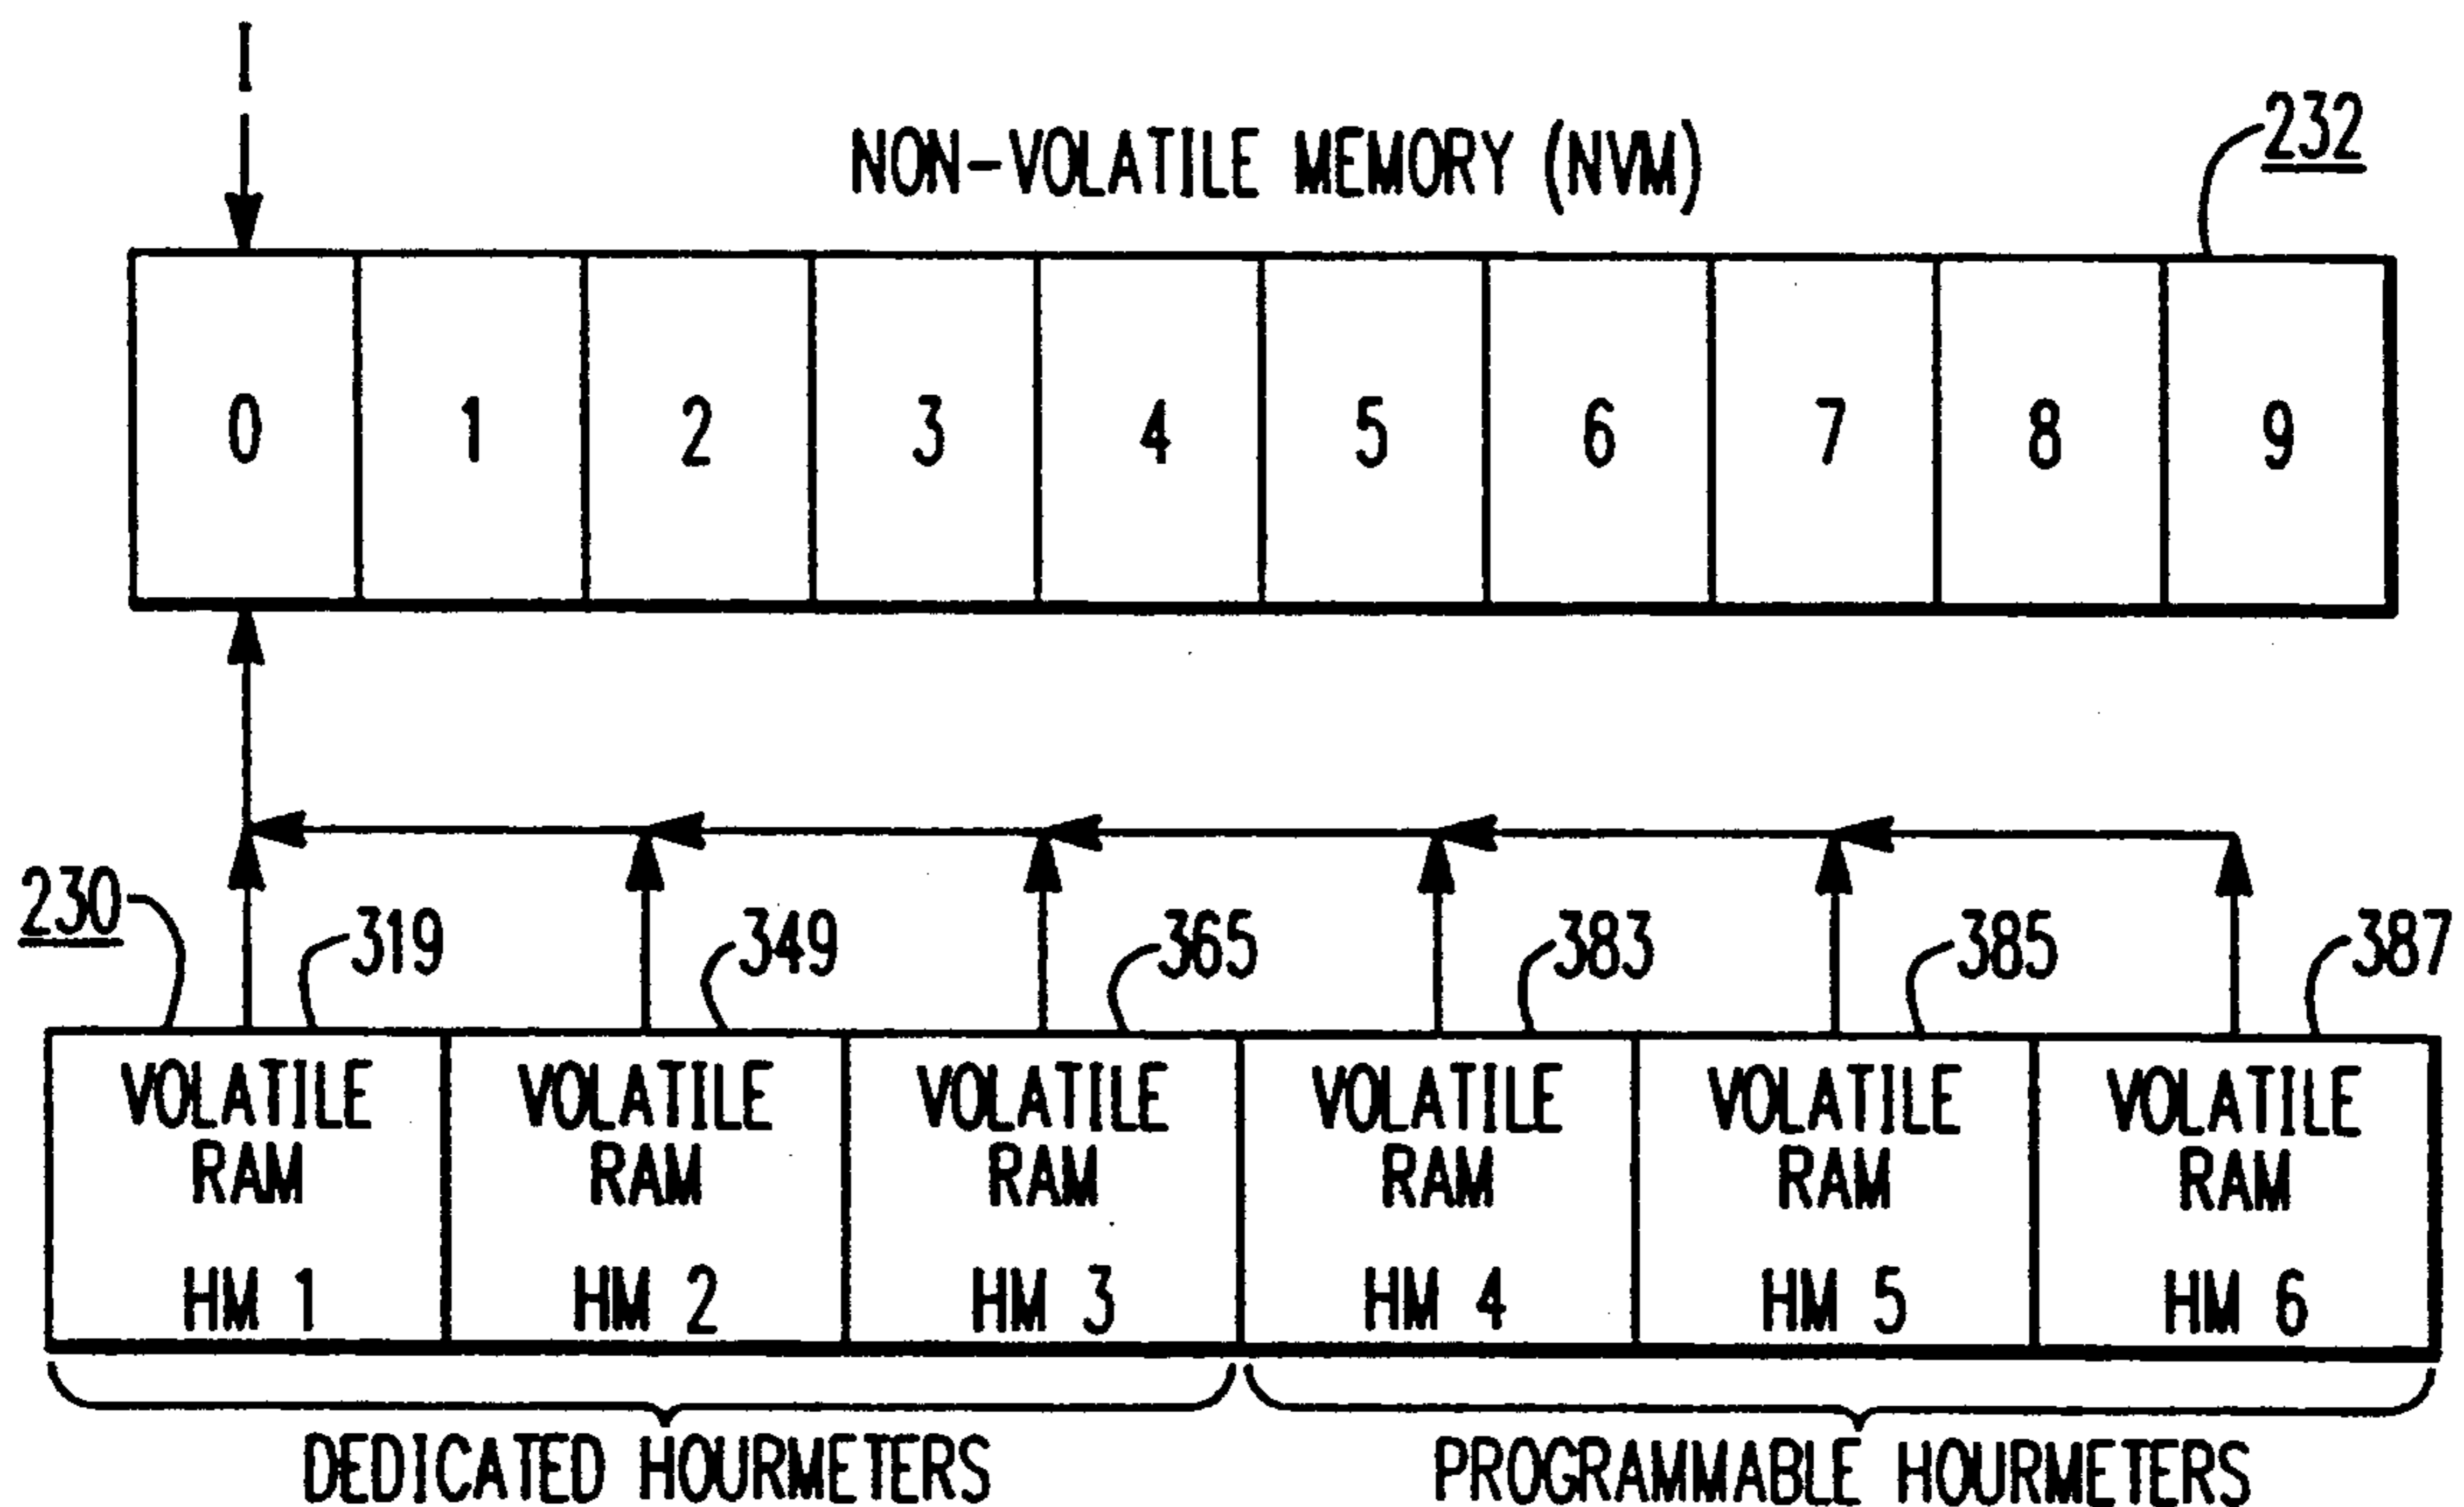 NON-VOLATILE MEMORY (NVM)
232
0 1 2 3 4 5 6 7 8 9
230 319 349 365 383 385 387
VOLATILE RAM HM 1
VOLATILE RAM HM 2
VOLATILE RAM HM 3
VOLATILE RAM HM 4
VOLATILE RAM HM 5
VOLATILE RAM HM 6
DEDICATED HOURMETERS
PROGRAMMABLE HOURMETERS